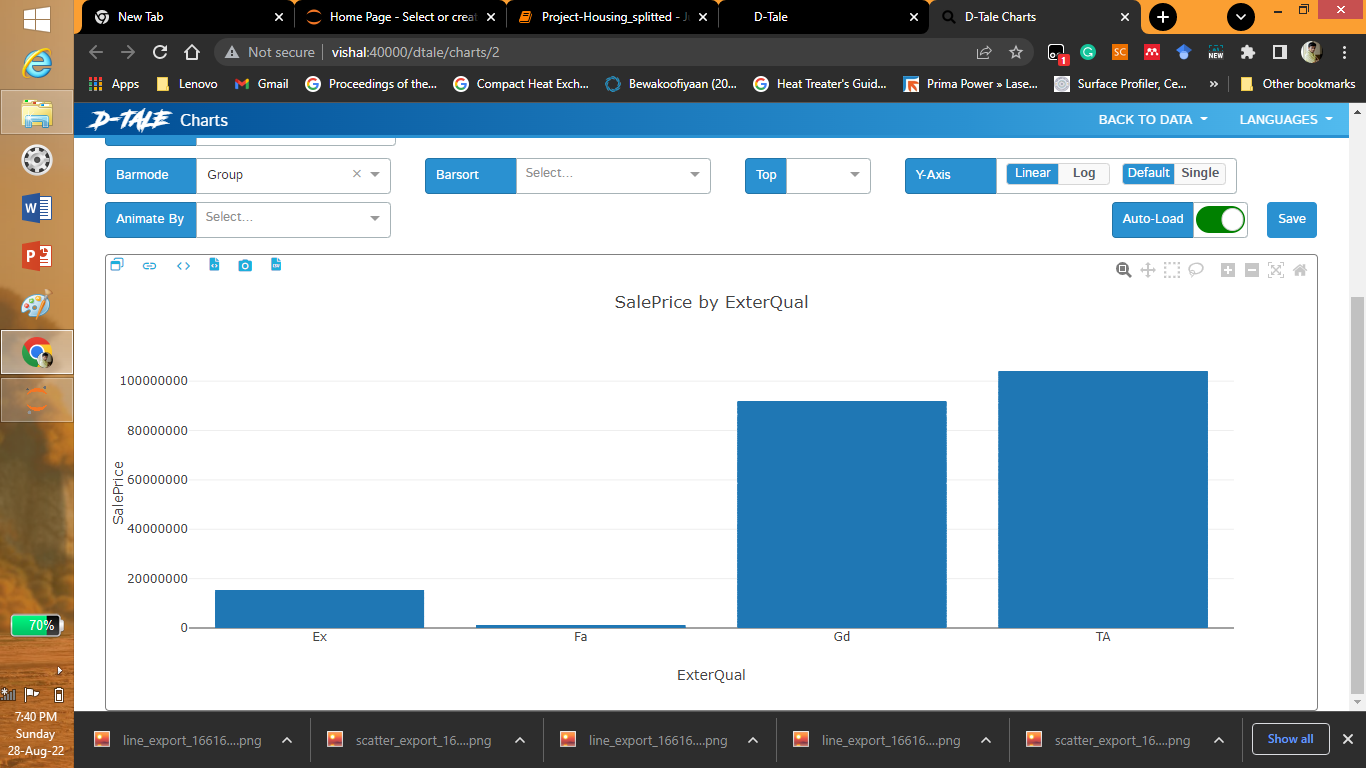 New Tab
Home Page - Select or creat
Project-Housing_splitted - Ju
D-Tale
D-Tale Charts
Not secure | vishal:40000/dtale/charts/2
SC
NEW
1
Apps
Lenovo
Gmail
Proceedings of the...
Compact Heat Exch...
Bewakoofiyaan (20...
Heat Treater's Guid...
Prima Power » Lase...
Surface Profiler, Ce...
»
Other bookmarks
D-TALE Charts
BACK TO DATA
LANGUAGES
Barmode
Group
Barsort
Select...
Top
Y-Axis
Linear
Log
Default
Single
Animate By
Select...
Auto-Load
Save
SalePrice by ExterQual
100000000
80000000
60000000
40000000
20000000
0
SalePrice
Ex
Fa
Gd
TA
ExterQual
70%
7:40 PM
Sunday
28-Aug-22
line_export_16616....png
scatter_export_16....png
line_export_16616....png
line_export_16616....png
scatter_export_16....png
Show all